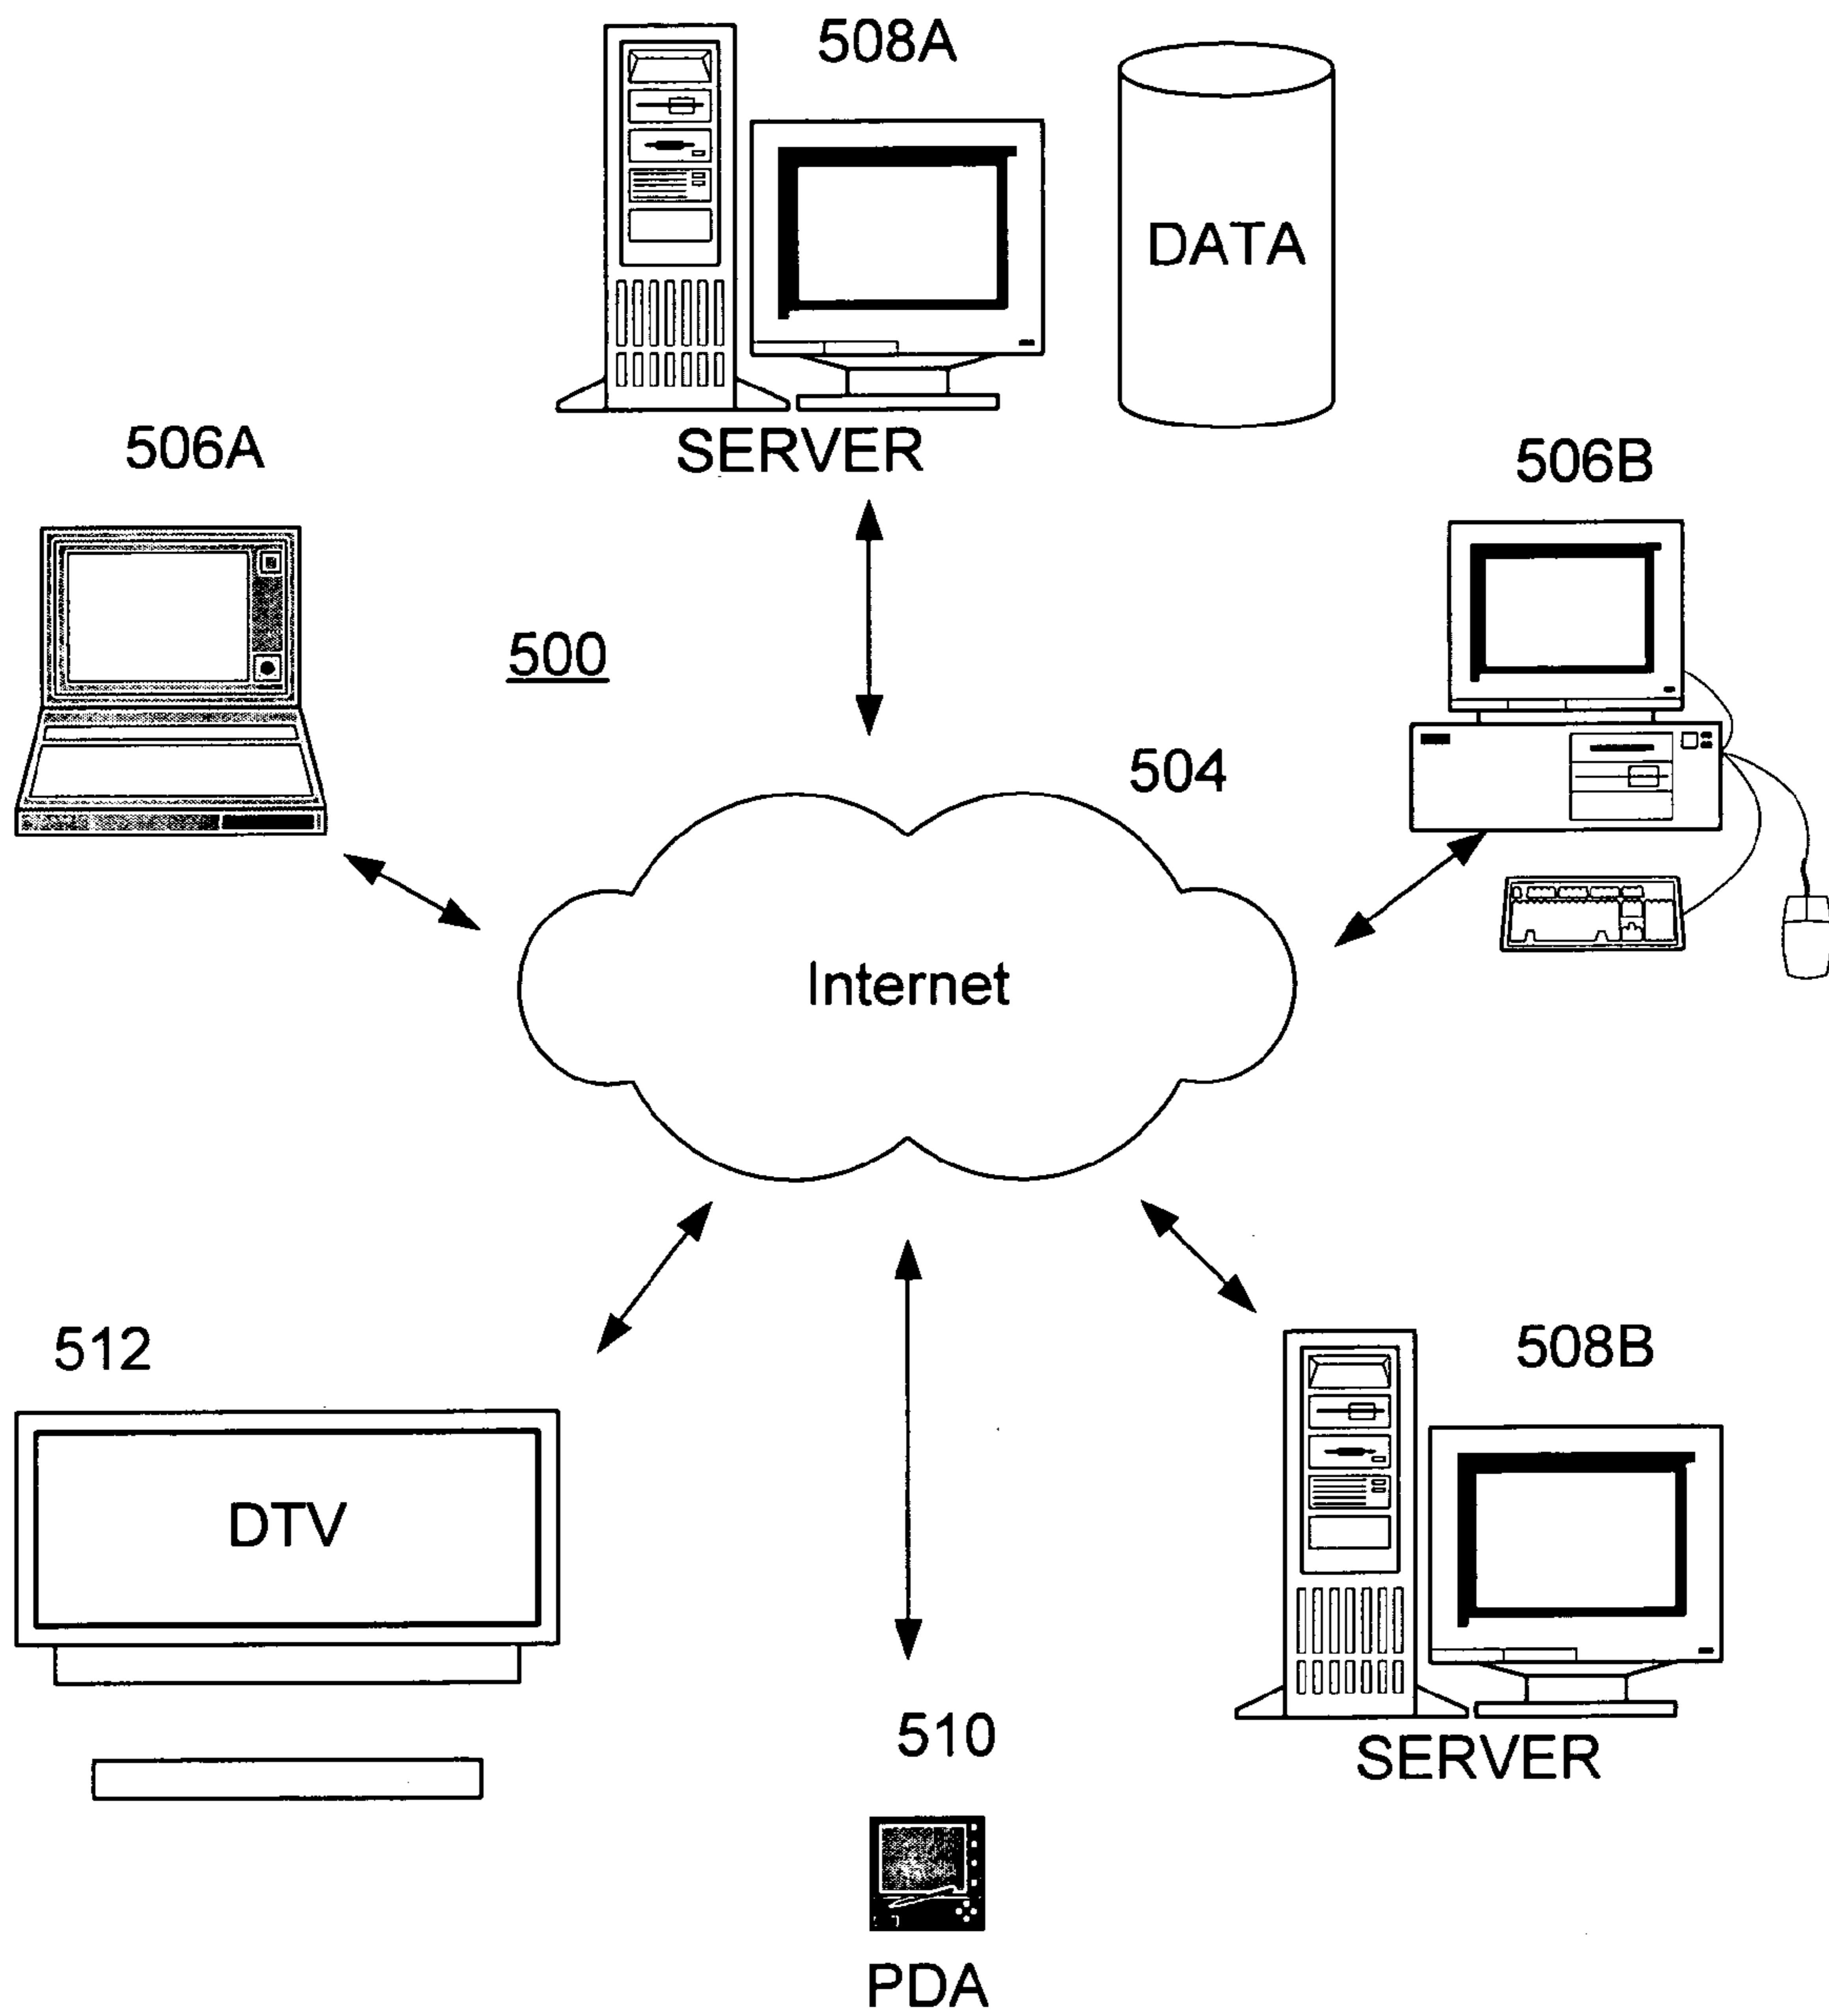 508A
DATA
SERVER
506A
506B
500
504
Internet
512
508B
DTV
510
SERVER
PDA